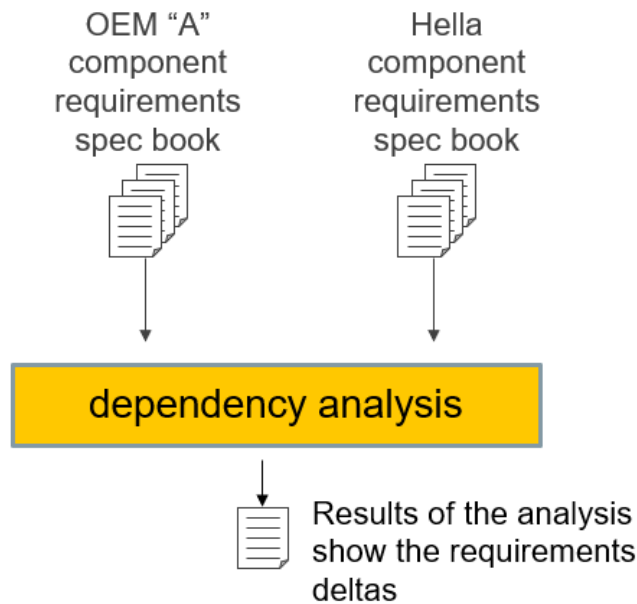 OEM “A”
component
requirements
spec book
Hella
component
requirements
spec book
dependency analysis
Results of the analysis
show the requirements
deltas